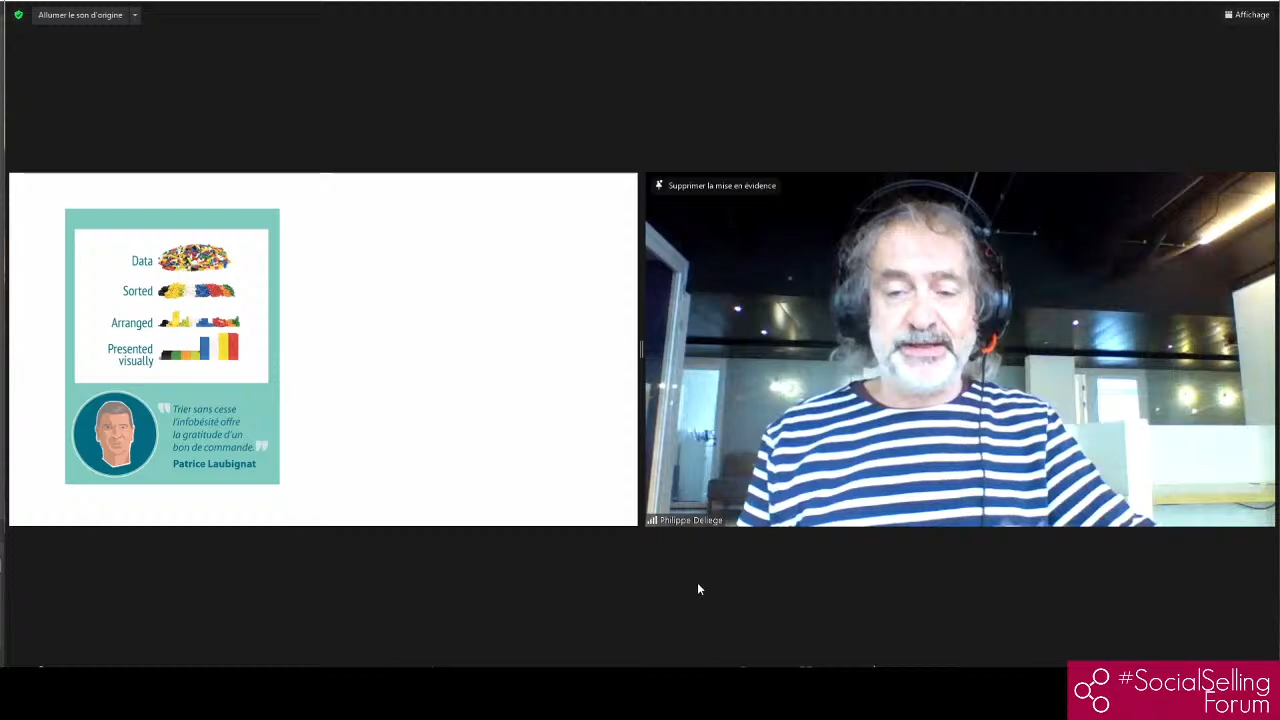 Allumer le son d'origine
Affichage
Supprimer la mise en évidence
Data
Sorted
Arranged
Presented
visually
Trier sans cesse
l'infobésité offre
la gratitude d'un
bon de commande.
Patrice Laubignat
Philippe Deliege
#SocialSelling
Forum